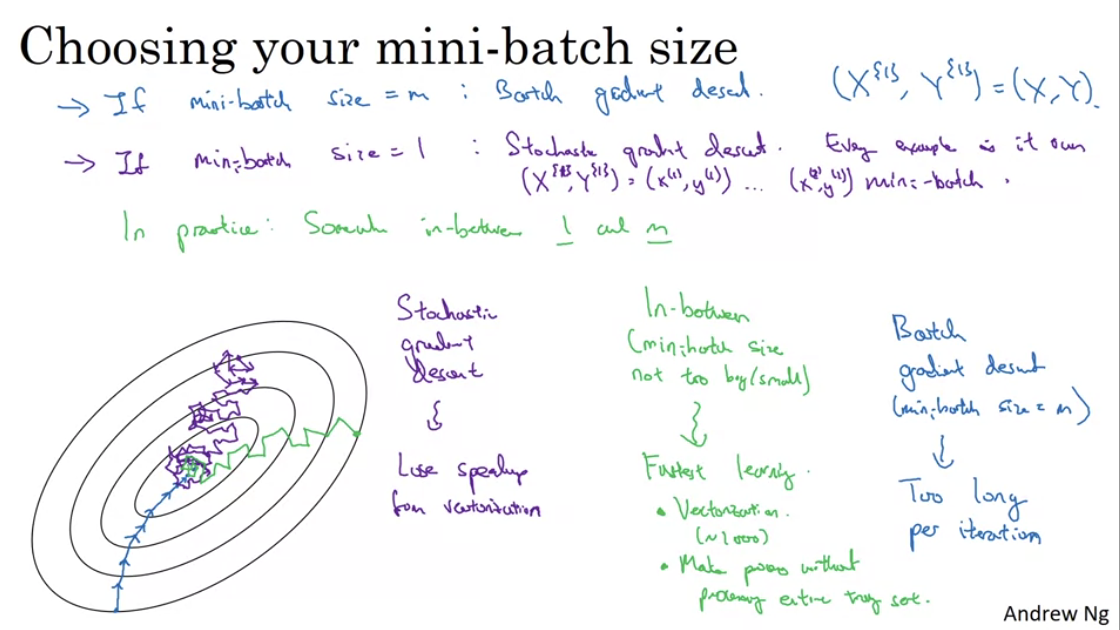 Choosing your mini-batch size
→ If mini-batch size = m : Batch gradient descent. (X^{1}, Y^{1}) = (X, Y).
→ If mini-batch size = 1 : Stochastic gradient descent. Every example is it own
(X^{1}, Y^{1}) = (x^(1), y^(1)) ... mini-batch.
In practice: Somewhere in-between 1 and m
Stochastic
gradient
descent
Lose speedup
from vectorization
In-between
(mini-batch size
not too big/small)
Fastest learning.
• Vectorization.
(~1000)
• Make progress without
processing entire training set.
Batch
gradient descent
(mini-batch size = m)
Too long
per iteration
Andrew Ng